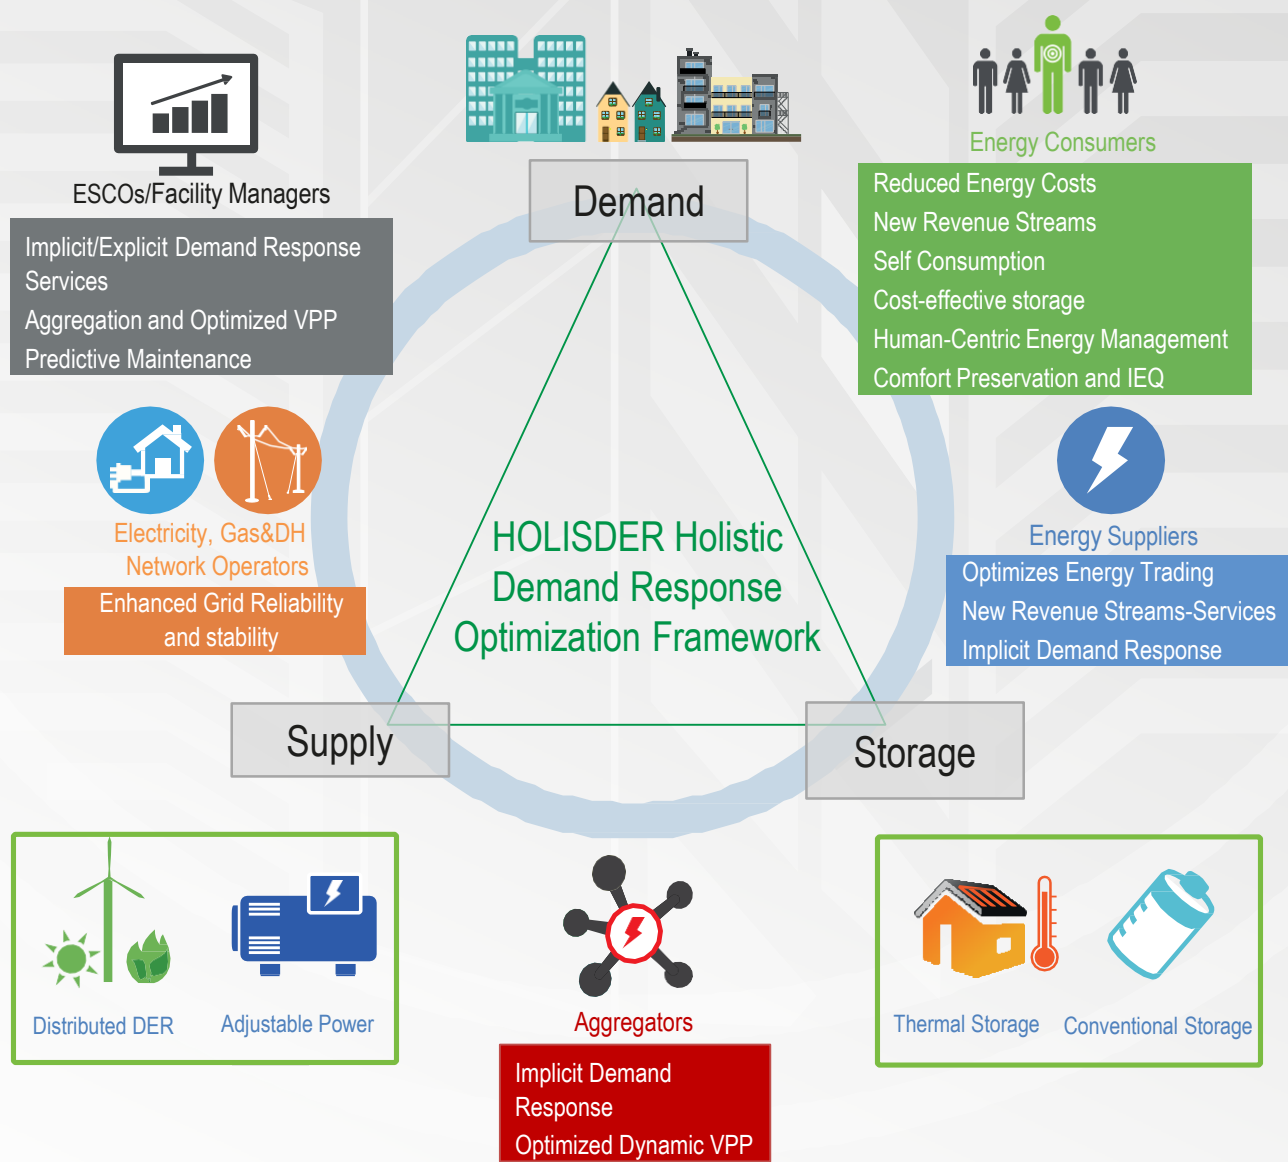 ESCOs/Facility Managers
Implicit/Explicit Demand Response
Services
Aggregation and Optimized VPP
Predictive Maintenance
Demand
Energy Consumers
Reduced Energy Costs
New Revenue Streams
Self Consumption
Cost-effective storage
Human-Centric Energy Management
Comfort Preservation and IEQ
Electricity, Gas&DH
Network Operators
Enhanced Grid Reliability
and stability
HOLISDER Holistic
Demand Response
Optimization Framework
Energy Suppliers
Optimizes Energy Trading
New Revenue Streams-Services
Implicit Demand Response
Supply
Storage
Distributed DER
Adjustable Power
Aggregators
Implicit Demand
Response
Optimized Dynamic VPP
Thermal Storage
Conventional Storage